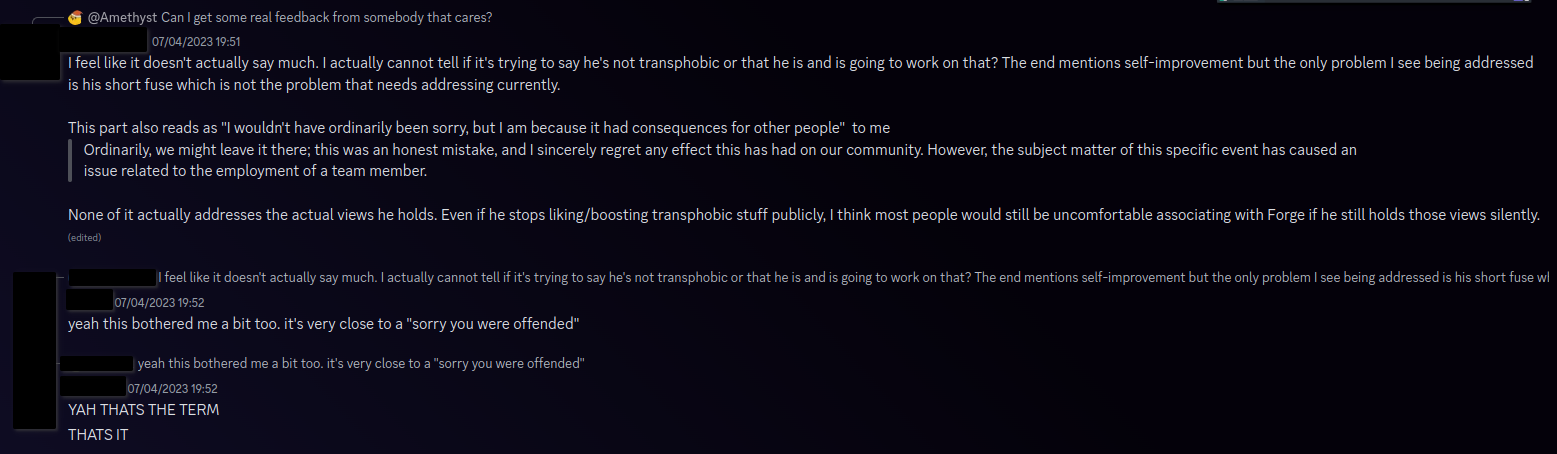 @Amethyst Can I get some real feedback from somebody that cares?
07/04/2023 19:51
I feel like it doesn't actually say much. I actually cannot tell if it's trying to say he's not transphobic or that he is and is going to work on that? The end mentions self-improvement but the only problem I see being addressed
is his short fuse which is not the problem that needs addressing currently.
This part also reads as "I wouldn't have ordinarily been sorry, but I am because it had consequences for other people"  to me
Ordinarily, we might leave it there; this was an honest mistake, and I sincerely regret any effect this has had on our community. However, the subject matter of this specific event has caused an
issue related to the employment of a team member.
None of it actually addresses the actual views he holds. Even if he stops liking/boosting transphobic stuff publicly, I think most people would still be uncomfortable associating with Forge if he still holds those views silently.
(edited)
I feel like it doesn't actually say much. I actually cannot tell if it's trying to say he's not transphobic or that he is and is going to work on that? The end mentions self-improvement but the only problem I see being addressed is his short fuse wl
07/04/2023 19:52
yeah this bothered me a bit too. it's very close to a "sorry you were offended"
yeah this bothered me a bit too. it's very close to a "sorry you were offended"
07/04/2023 19:52
YAH THATS THE TERM
THATS IT